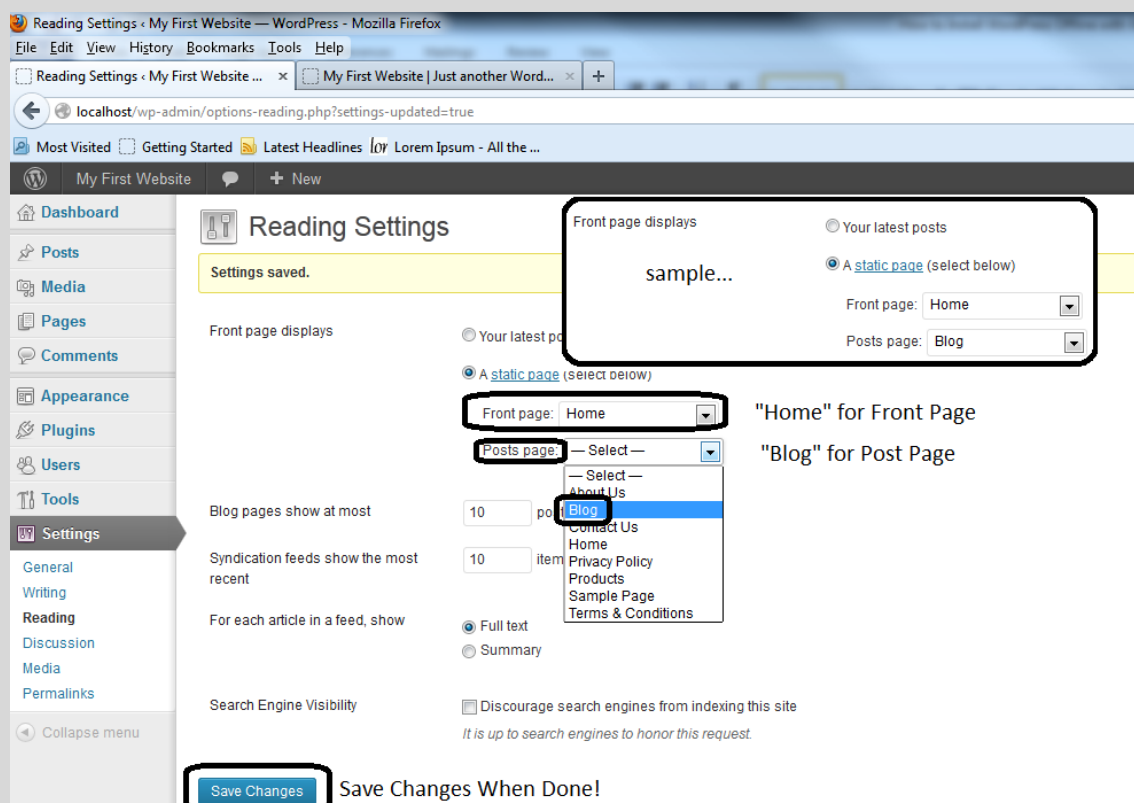 Reading Settings ‹ My First Website — WordPress - Mozilla Firefox
File Edit View History Bookmarks Tools Help
Reading Settings ‹ My First Website ... × My First Website | Just another Word... × +
localhost/wp-admin/options-reading.php?settings-updated=true
Most Visited Getting Started Latest Headlines lor Lorem Ipsum - All the ...
My First Website + New
Dashboard
Posts
Media
Pages
Comments
Appearance
Plugins
Users
Tools
Settings
General
Writing
Reading
Discussion
Media
Permalinks
Collapse menu
Reading Settings
Settings saved.
Front page displays
Your latest posts
sample...
A static page (select below)
Front page: Home
Posts page: Blog
Front page displays
Your latest po
A static page (select below)
Front page: Home
"Home" for Front Page
Posts page: — Select —
"Blog" for Post Page
— Select —
About Us
Blog
Contact Us
Home
Privacy Policy
Products
Sample Page
Terms & Conditions
Blog pages show at most
10
Syndication feeds show the most
recent
10 item
For each article in a feed, show
Full text
Summary
Search Engine Visibility
Discourage search engines from indexing this site
It is up to search engines to honor this request.
Save Changes
Save Changes When Done!